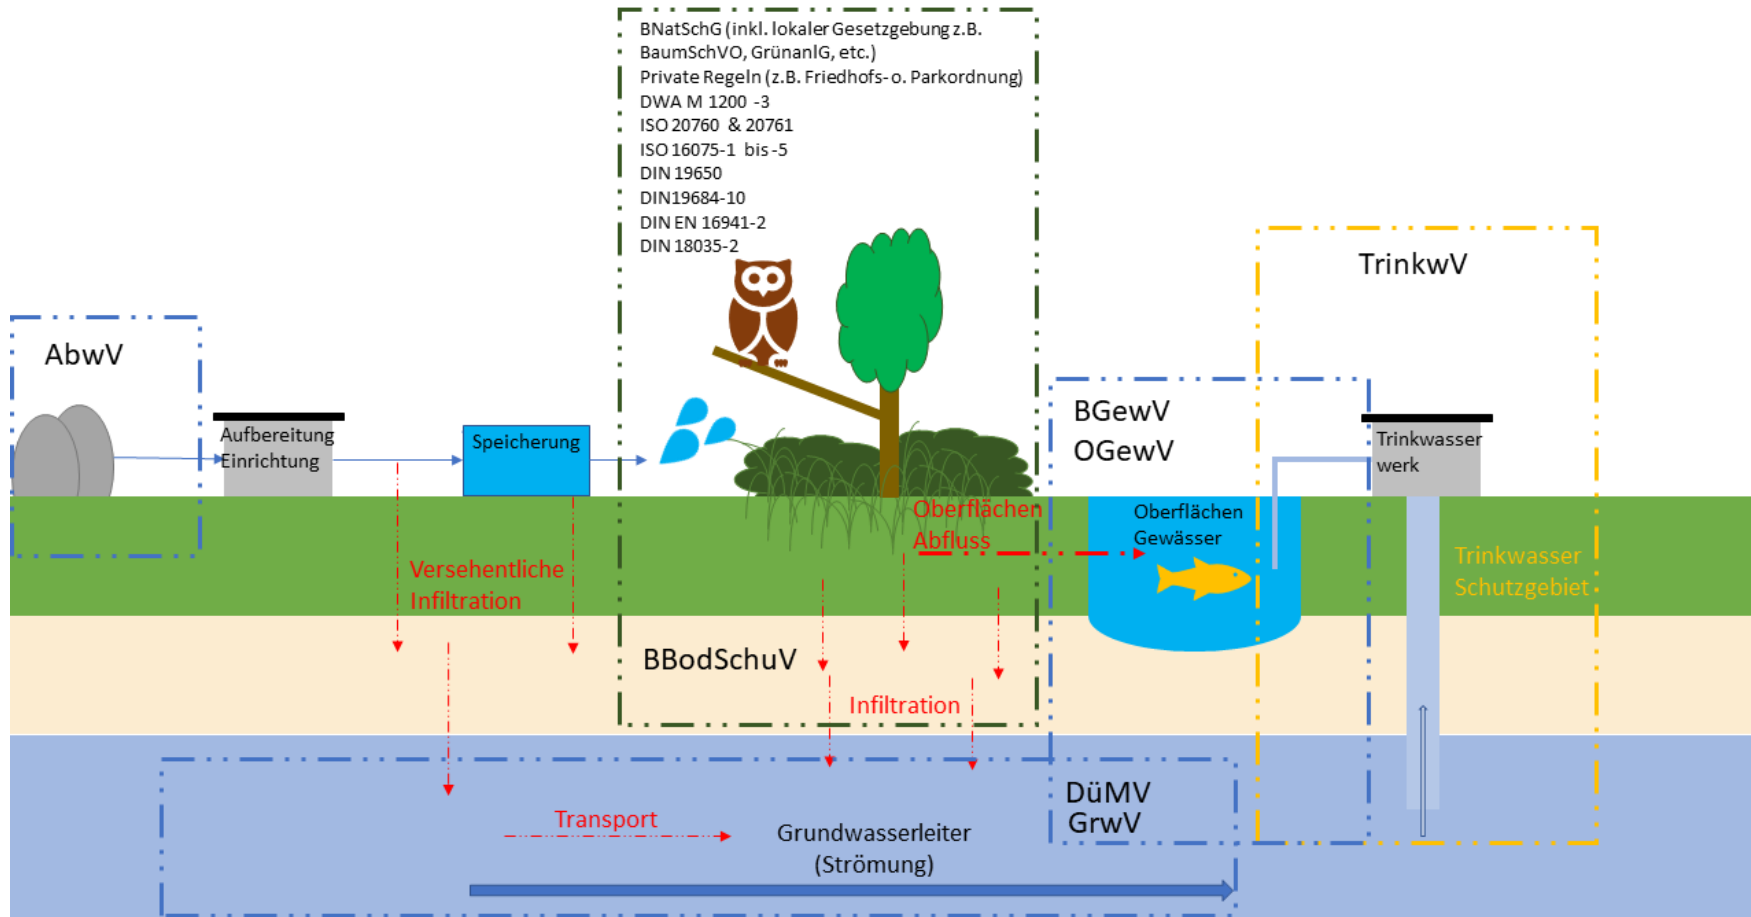 BNatSchG (inkl. lokaler Gesetzgebung z.B.
BaumSchVO, GrünanlG, etc.)
Private Regeln (z.B. Friedhofs- o. Parkordnung)
DWA M 1200 -3
ISO 20760 & 20761
ISO 16075-1 bis -5
DIN 19650
DIN19684-10
DIN EN 16941-2
DIN 18035-2
TrinkwV
AbwV
BGewV
OGewV
Aufbereitung
Einrichtung
Speicherung
Trinkwasser
werk
Oberflächen
Abfluss
Oberflächen
Gewässer
Versehentliche
Infiltration
Trinkwasser
Schutzgebiet
BBodSchuV
Infiltration
DüMV
GrwV
Transport
Grundwasserleiter
(Strömung)